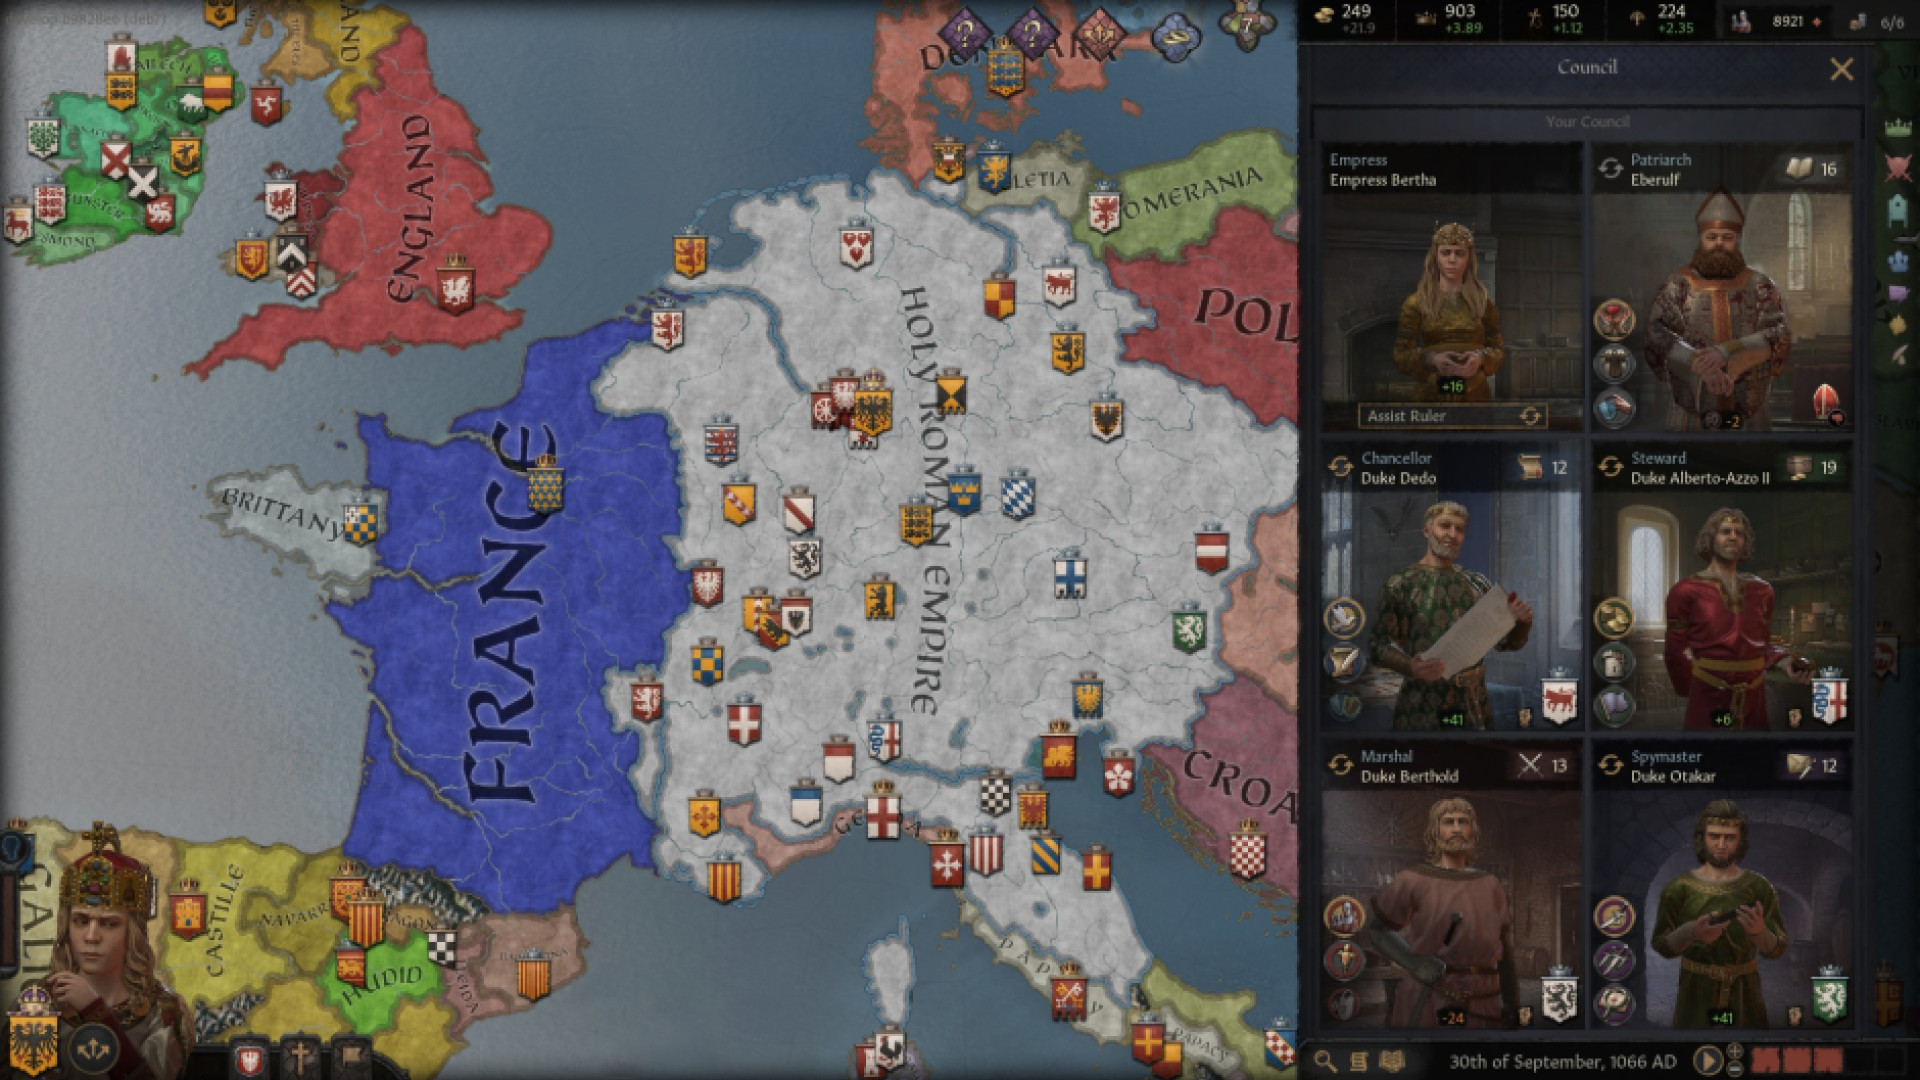 249
+21.9
903
+3.89
150
+1.12
224
+2.35
8921
6/6
7
Council
Your Council
Empress
Empress Bertha
+16
Assist Ruler
Patriarch
Eberulf
16
-2
Chancellor
Duke Dedo
12
+41
Steward
Duke Alberto-Azzo II
19
+6
Marshal
Duke Berthold
13
-24
Spymaster
Duke Otakar
12
+41
30th of September, 1066 AD
ENGLAND
LETIA
POMERANIA
POL
HOLY ROMAN EMPIRE
BRITTANY
FRANCE
CROA
CASTILLE
HUDID
PAPACY